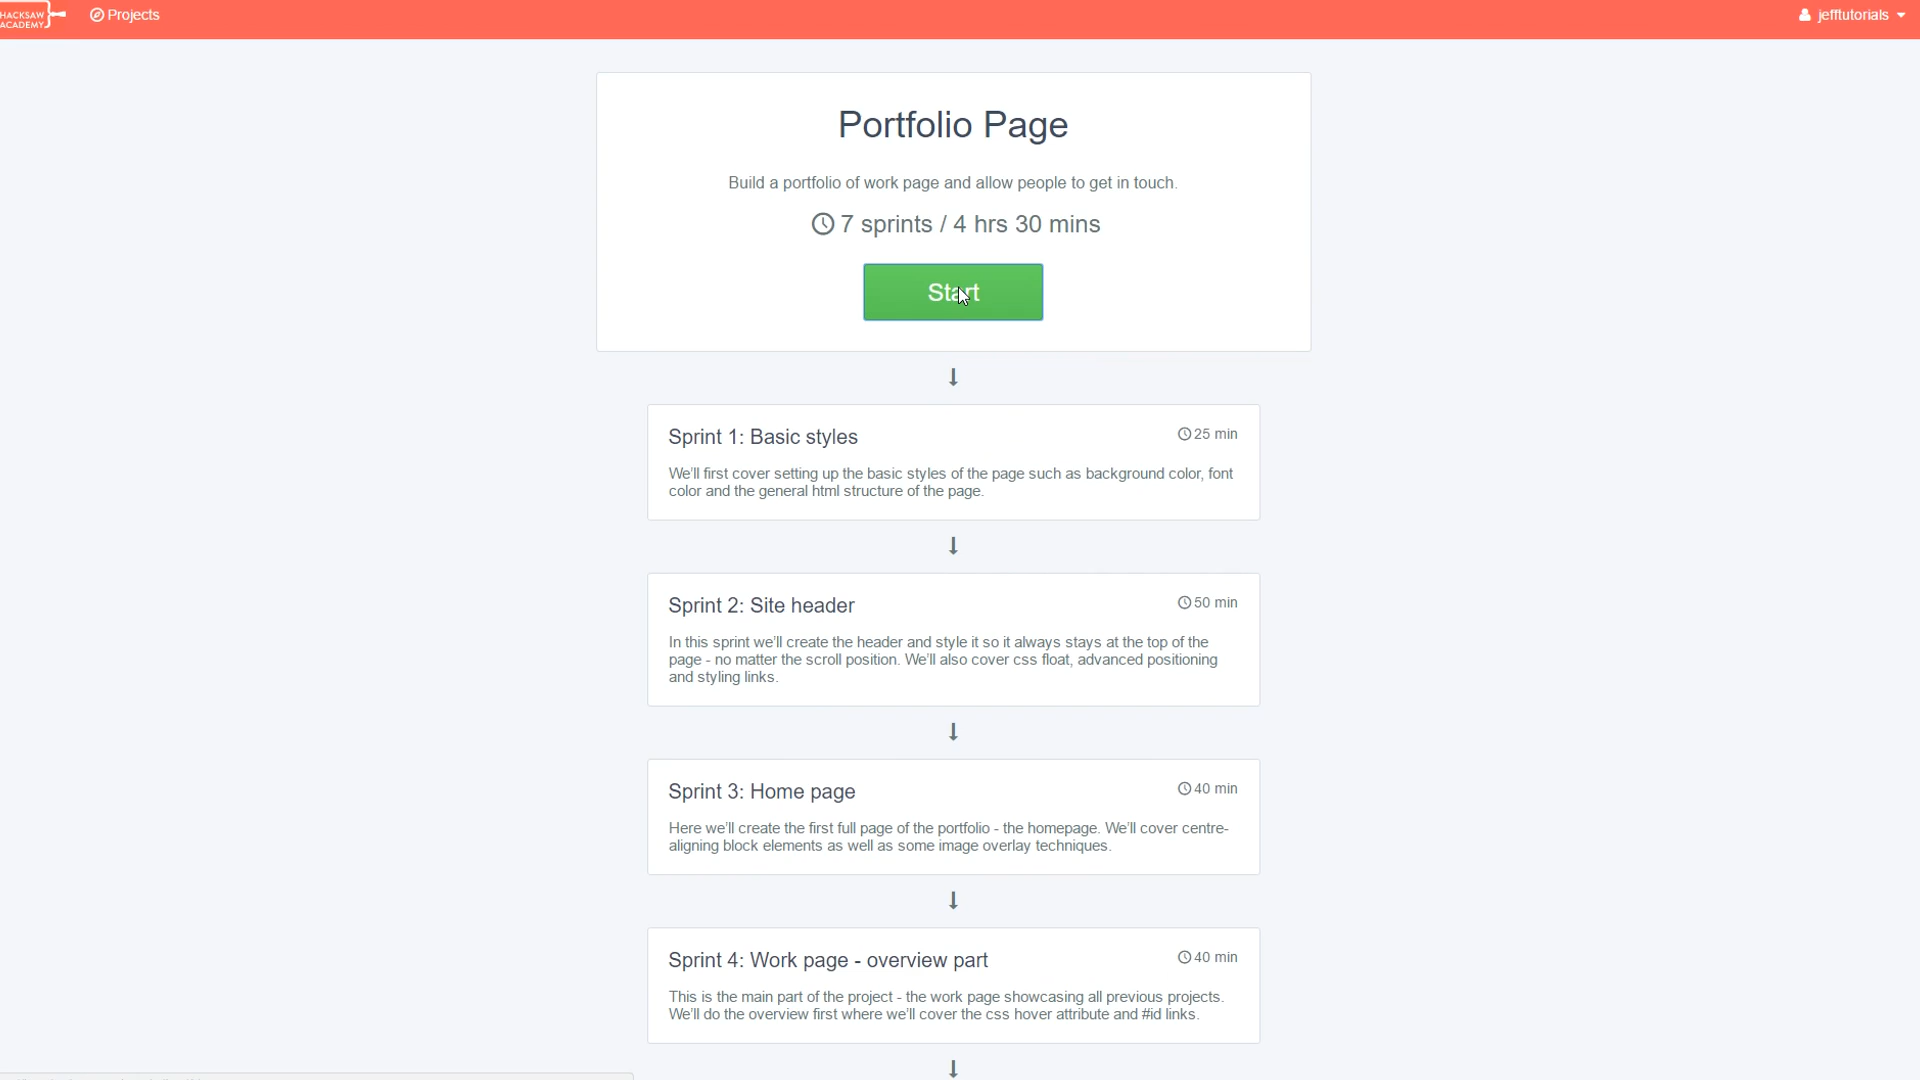 HACKSAW
ACADEMY
Projects
jefftutorials
Portfolio Page
Build a portfolio of work page and allow people to get in touch.
7 sprints / 4 hrs 30 mins
Start
Sprint 1: Basic styles
25 min
We'll first cover setting up the basic styles of the page such as background color, font
color and the general html structure of the page.
Sprint 2: Site header
50 min
In this sprint we'll create the header and style it so it always stays at the top of the
page - no matter the scroll position. We'll also cover css float, advanced positioning
and styling links.
Sprint 3: Home page
40 min
Here we'll create the first full page of the portfolio - the homepage. We'll cover centre-
aligning block elements as well as some image overlay techniques.
Sprint 4: Work page - overview part
40 min
This is the main part of the project - the work page showcasing all previous projects.
We'll do the overview first where we'll cover the css hover attribute and #id links.